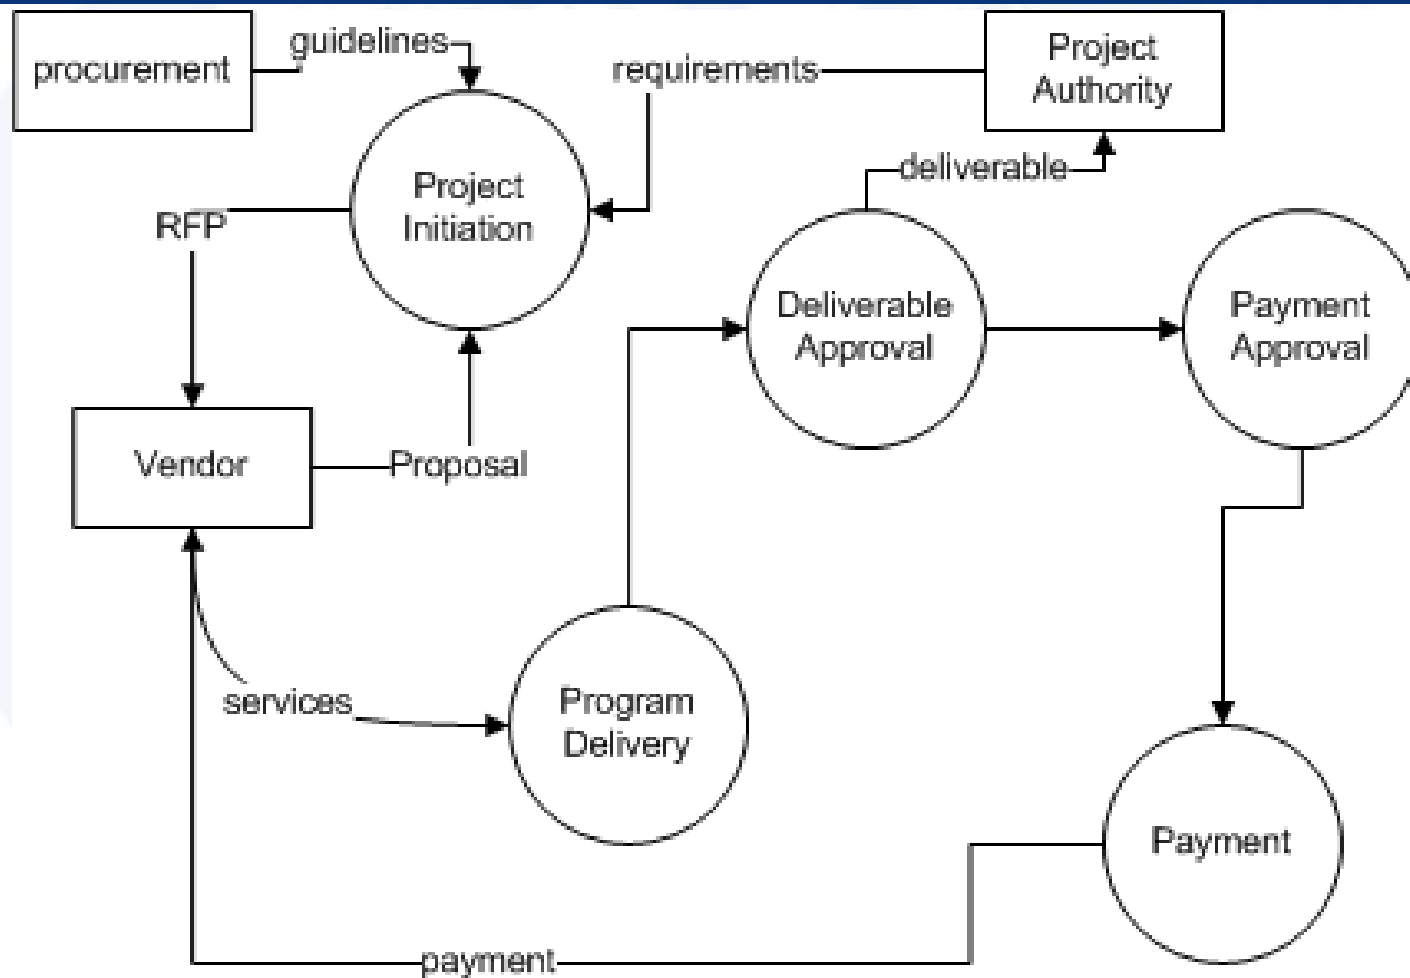 procurement
guidelines
requirements
Project
Authority
deliverable
Project
Initiation
RFP
Deliverable
Approval
Payment
Approval
Vendor
Proposal
services
Program
Delivery
Payment
payment